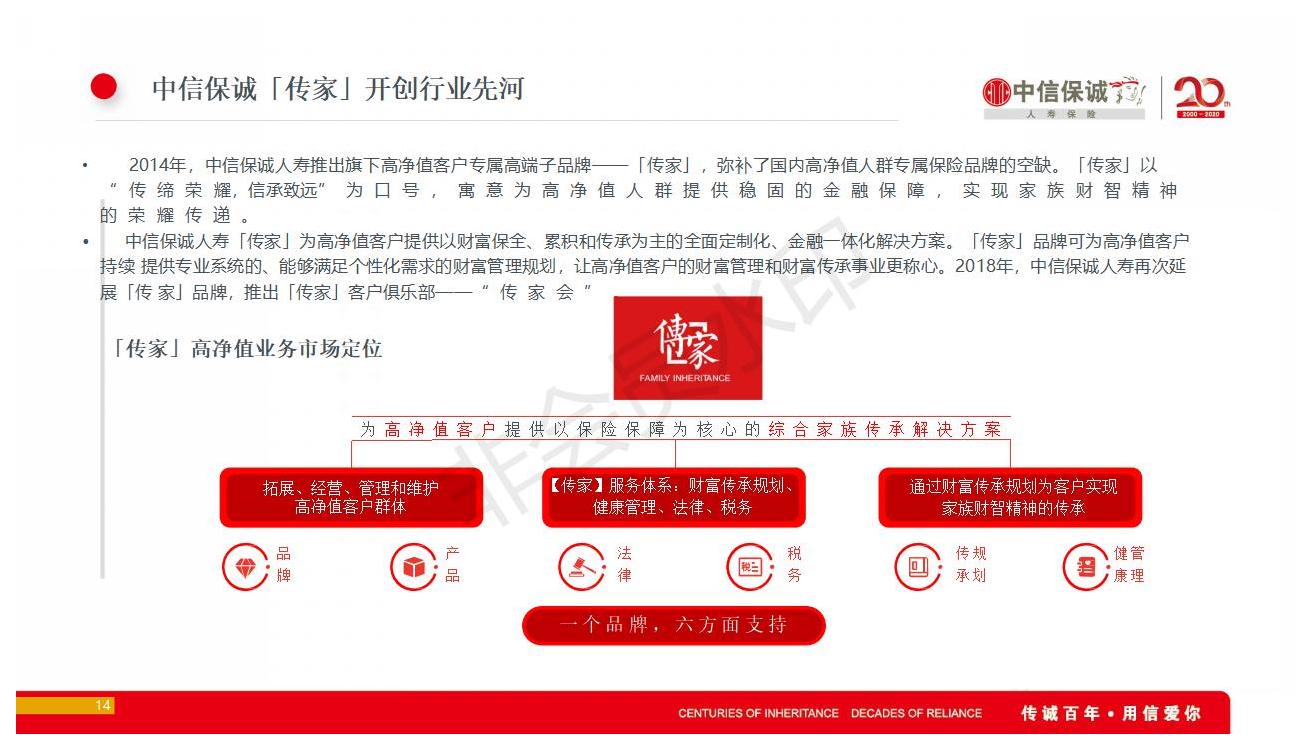 中信保诚「传家」开创行业先河
中信保诚
人寿保险
20th
2000-2020
• 2014年，中信保诚人寿推出旗下高净值客户专属高端子品牌——「传家」，弥补了国内高净值人群专属保险品牌的空缺。「传家」以
“传缔荣耀,信承致远”为口号，寓意为高净值人群提供稳固的金融保障，实现家族财智精神
的荣耀传递。
• 中信保诚人寿「传家」为高净值客户提供以财富保全、累积和传承为主的全面定制化、金融一体化解决方案。「传家」品牌可为高净值客户
持续 提供专业系统的、能够满足个性化需求的财富管理规划，让高净值客户的财富管理和财富传承事业更称心。2018年，中信保诚人寿再次延
展「传 家」品牌，推出「传家」客户俱乐部——“传家会”
「传家」高净值业务市场定位
傳家
FAMILY INHERITANCE
为高净值客户提供以保险保障为核心的综合家族传承解决方案
拓展、经营、管理和维护
高净值客户群体
【传家】服务体系：财富传承规划、
健康管理、法律、税务
通过财富传承规划为客户实现
家族财智精神的传承
品
牌
产
品
法
律
税
税
务
传规
承划
健管
康理
一个品牌，六方面支持
非会员水印
14
CENTURIES OF INHERITANCE DECADES OF RELIANCE
传诚百年•用信爱你